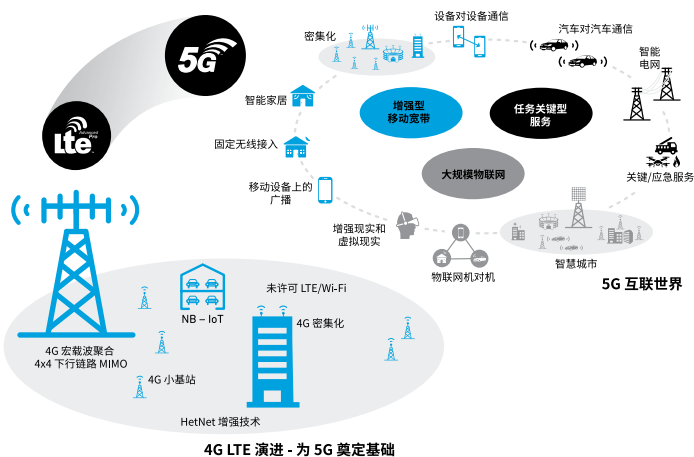 设备对设备通信
密集化
汽车对汽车通信
5G
智能
电网
智能家居
增强型
移动宽带
任务关键型
服务
Advanced
Pro
LTE
固定无线接入
大规模物联网
关键/应急服务
移动设备上的
广播
增强现实和
虚拟现实
物联网机对机
智慧城市
5G 互联世界
未许可 LTE/Wi-Fi
NB – IoT
4G 密集化
4G 宏载波聚合
4x4 下行链路 MIMO
4G 小基站
HetNet 增强技术
4G LTE 演进 - 为 5G 奠定基础